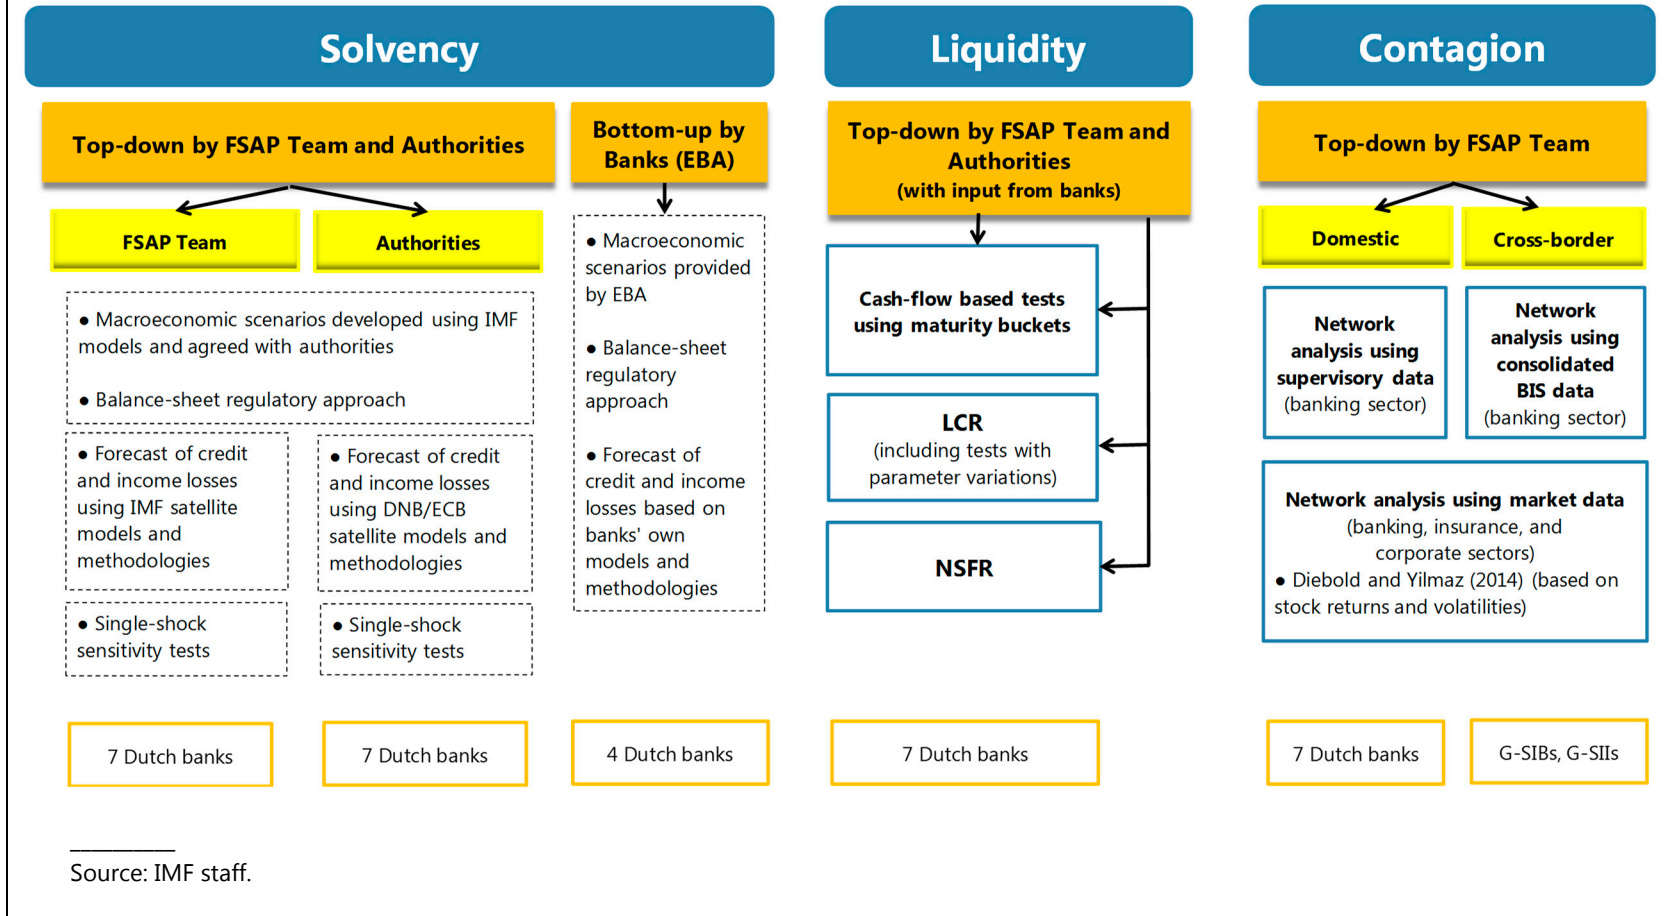 Solvency
Top-down by FSAP Team and Authorities
FSAP Team
Authorities
● Macroeconomic scenarios developed using IMF
models and agreed with authorities
● Balance-sheet regulatory approach
● Forecast of credit
and income losses
using IMF satellite
models and
methodologies
● Forecast of credit
and income losses
using DNB/ECB
satellite models and
methodologies
● Single-shock
sensitivity tests
● Single-shock
sensitivity tests
7 Dutch banks
7 Dutch banks
Bottom-up by
Banks (EBA)
● Macroeconomic
scenarios provided
by EBA
● Balance-sheet
regulatory
approach
● Forecast of
credit and income
losses based on
banks' own
models and
methodologies
4 Dutch banks
Liquidity
Top-down by FSAP Team and
Authorities
(with input from banks)
Cash-flow based tests
using maturity buckets
LCR
(including tests with
parameter variations)
NSFR
7 Dutch banks
Contagion
Top-down by FSAP Team
Domestic
Cross-border
Network
analysis using
supervisory data
(banking sector)
Network
analysis using
consolidated
BIS data
(banking sector)
Network analysis using market data
(banking, insurance, and
corporate sectors)
● Diebold and Yilmaz (2014) (based on
stock returns and volatilities)
7 Dutch banks
G-SIBs, G-SIIs
Source: IMF staff.